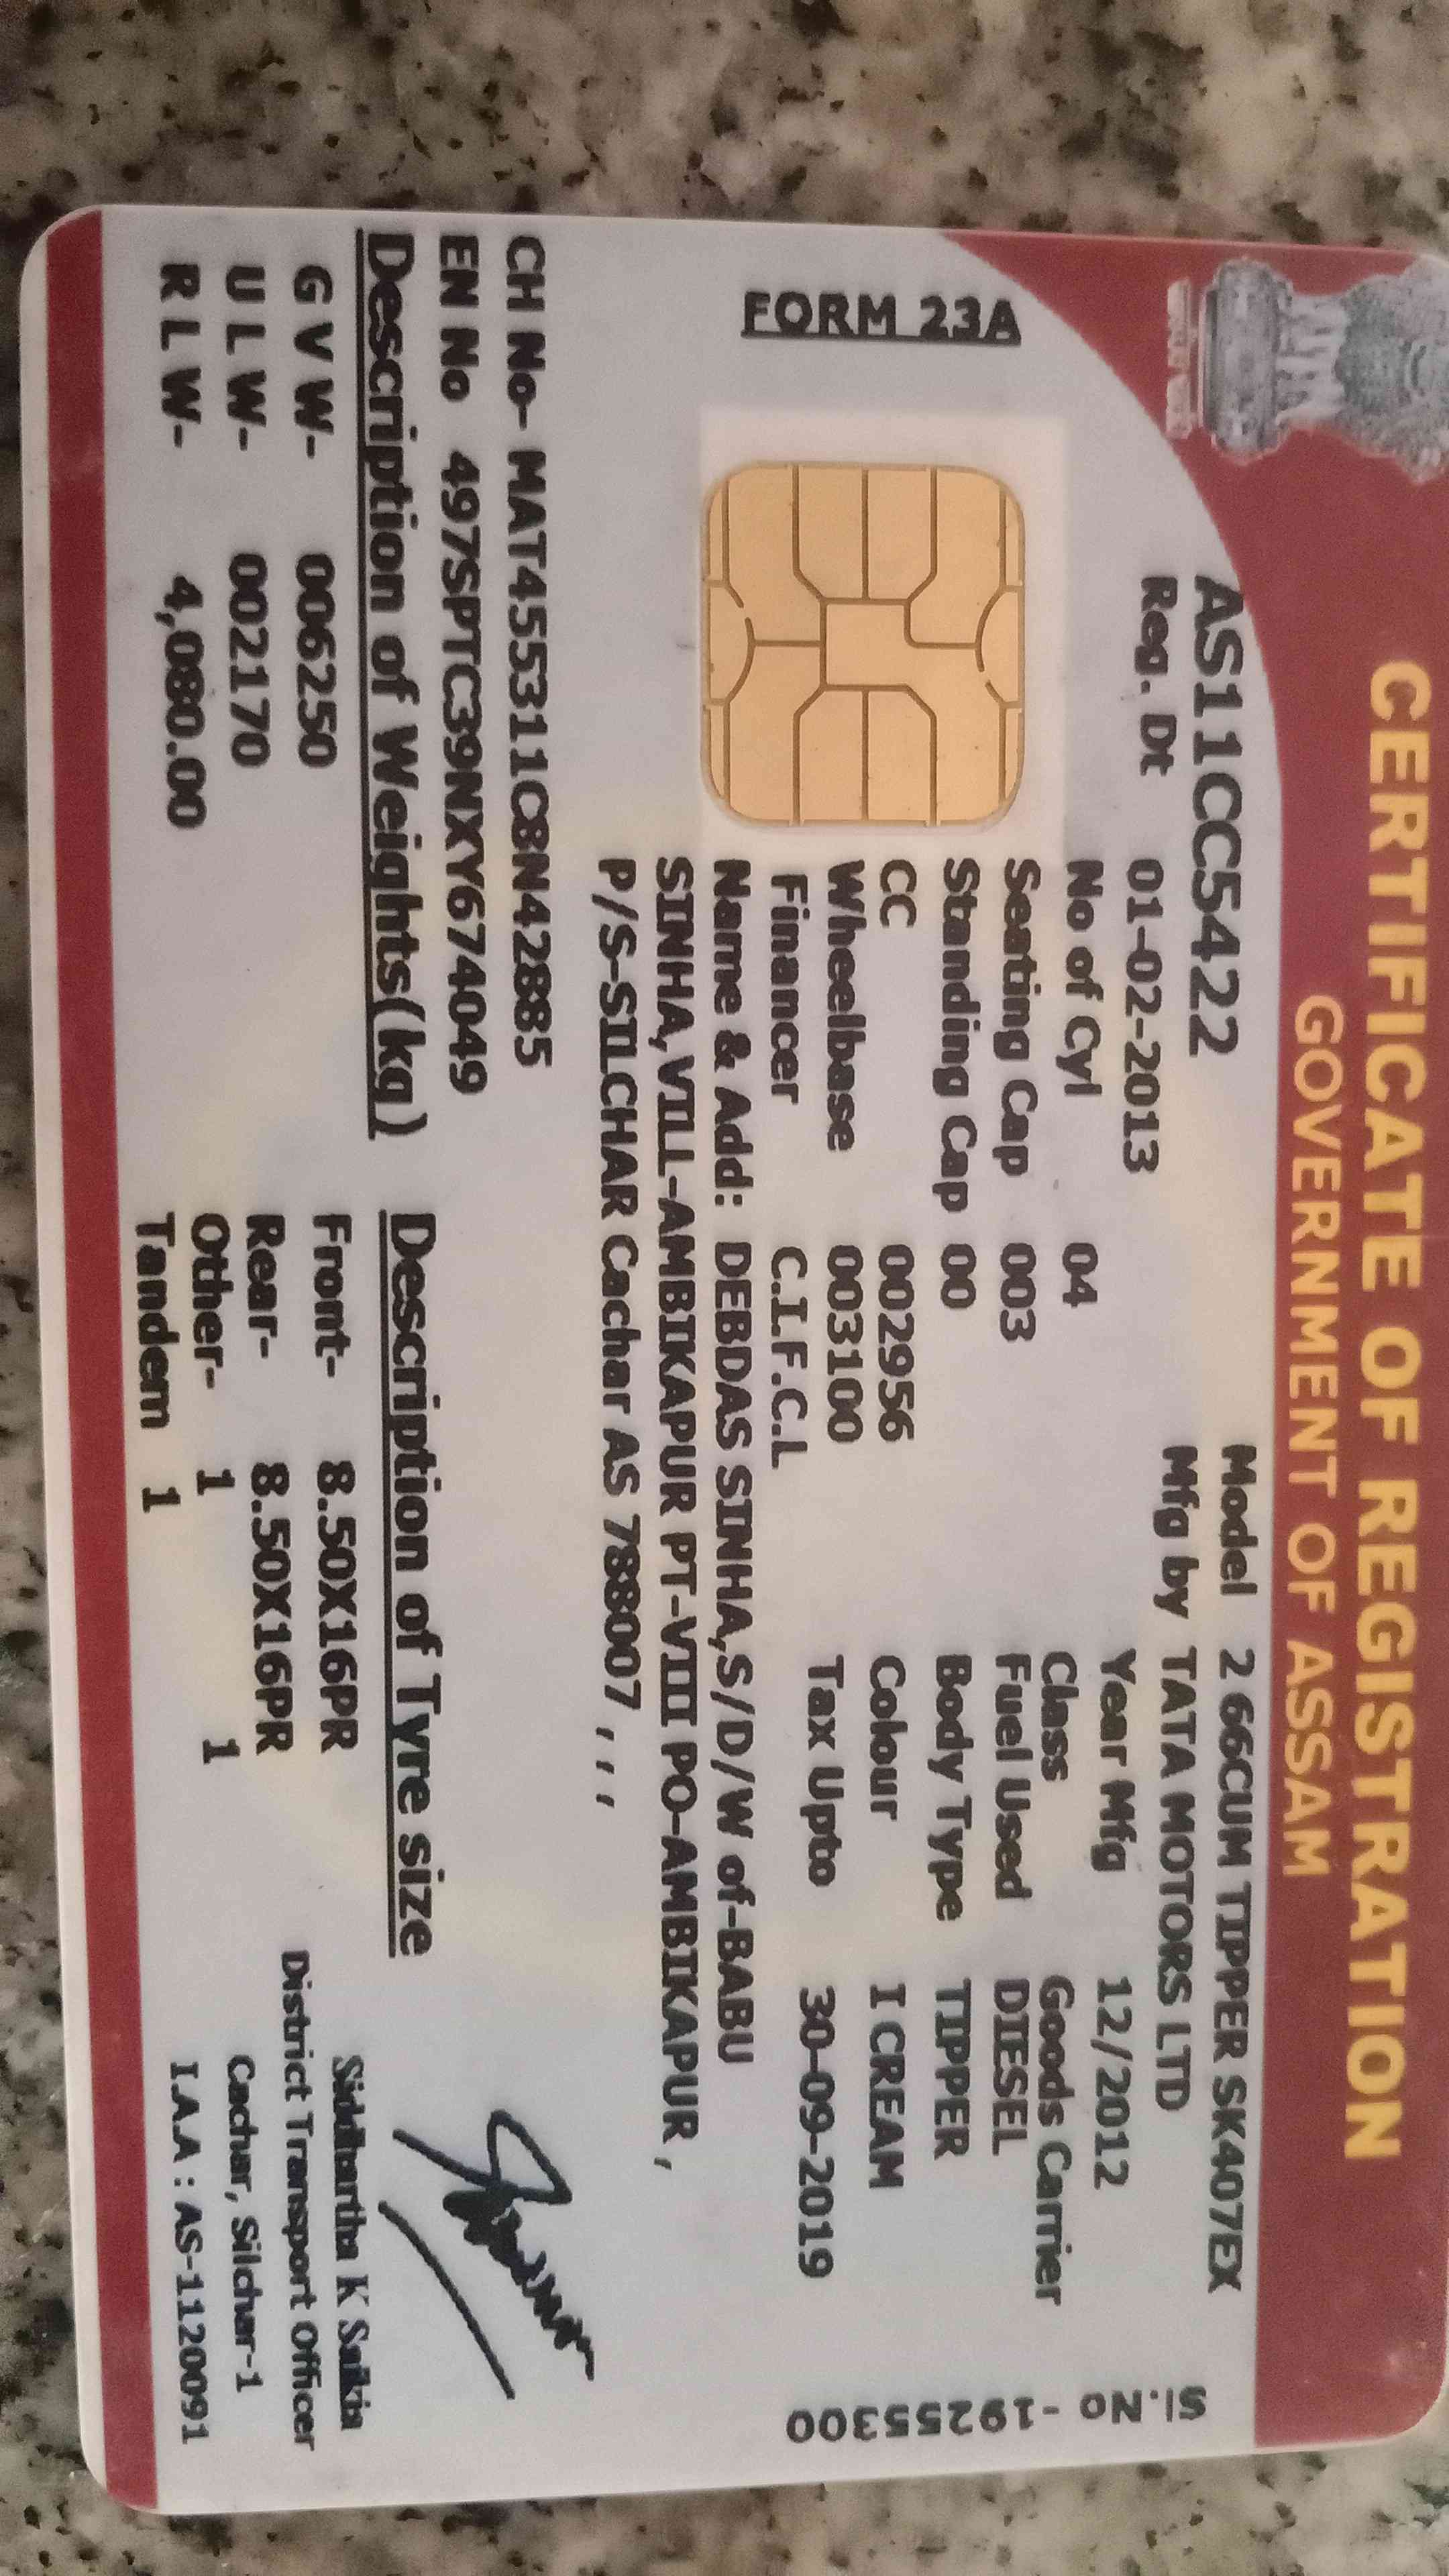 CERTIFICATE OF REGISTRATION
GOVERNMENT OF ASSAM
AS11CC5422
Reg. Dt 01-02-2013
Model 2 66CUM TIPPER SK407EX
Mfg by TATA MOTORS LTD
FORM 23A
No of Cyl 04
Seating Cap 003
Standing Cap 00
CC 002956
Wheelbase 003100
Financer C.I.F.C.L
Year Mfg 12/2012
Class Goods Carrier
Fuel Used DIESEL
Body Type TIPPER
Colour I CREAM
Tax Upto 30-09-2019
Sl.No -19255300
Name & Add: DEBDAS SINHA,S/D/W of-BABU
SINHA,VILL-AMBIKAPUR PT-VIII PO-AMBIKAPUR ,
P/S-SILCHAR Cachar AS 788007 , , ,
CH No- MAT455311C8N42885
EN No 497SPTC39NXY674049
Description of Weights(kg)
G V W- 006250
U L W- 002170
R L W- 4,080.00
Description of Tyre size
Front- 8.50X16PR
Rear- 8.50X16PR
Other- 1 1
Tandem 1
Siddhartha K Saikia
District Transport Officer
Cachar, Silchar-1
I.A.A : AS-1120091